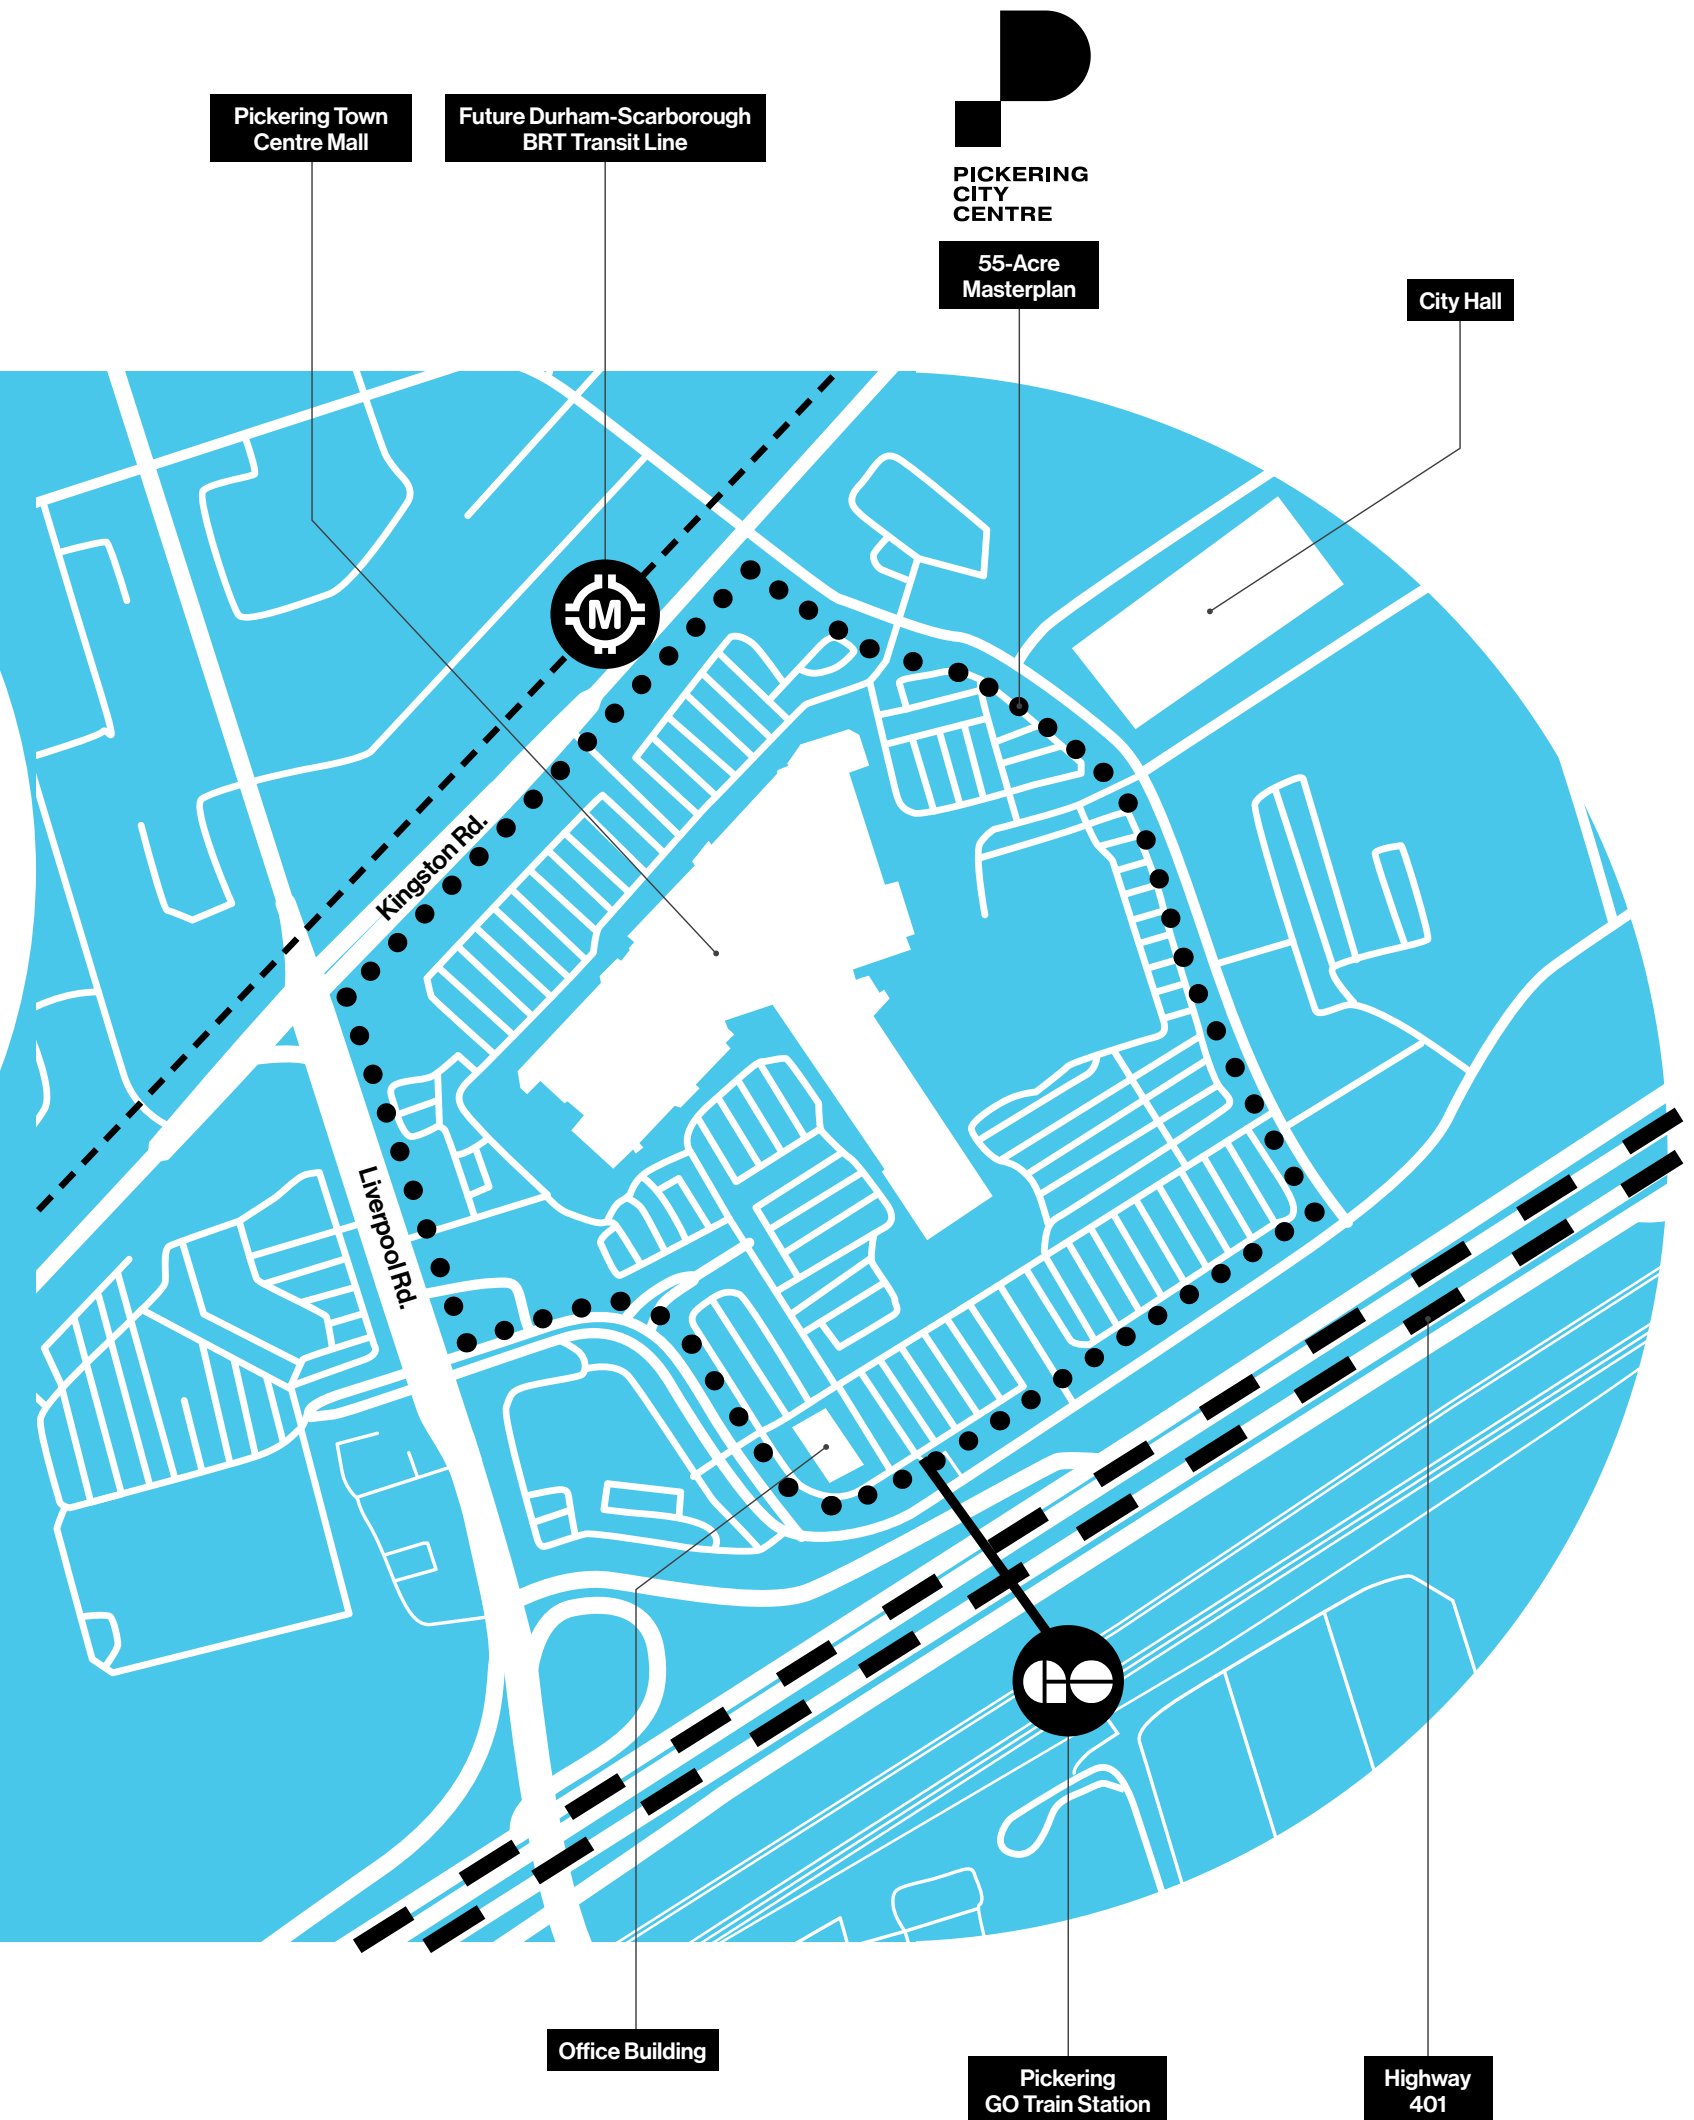 PICKERING
CITY
CENTRE
Pickering Town
Centre Mall
Future Durham-Scarborough
BRT Transit Line
55-Acre
Masterplan
City Hall
M
Kingston Rd.
Liverpool Rd.
GO
Office Building
Pickering
GO Train Station
Highway
401